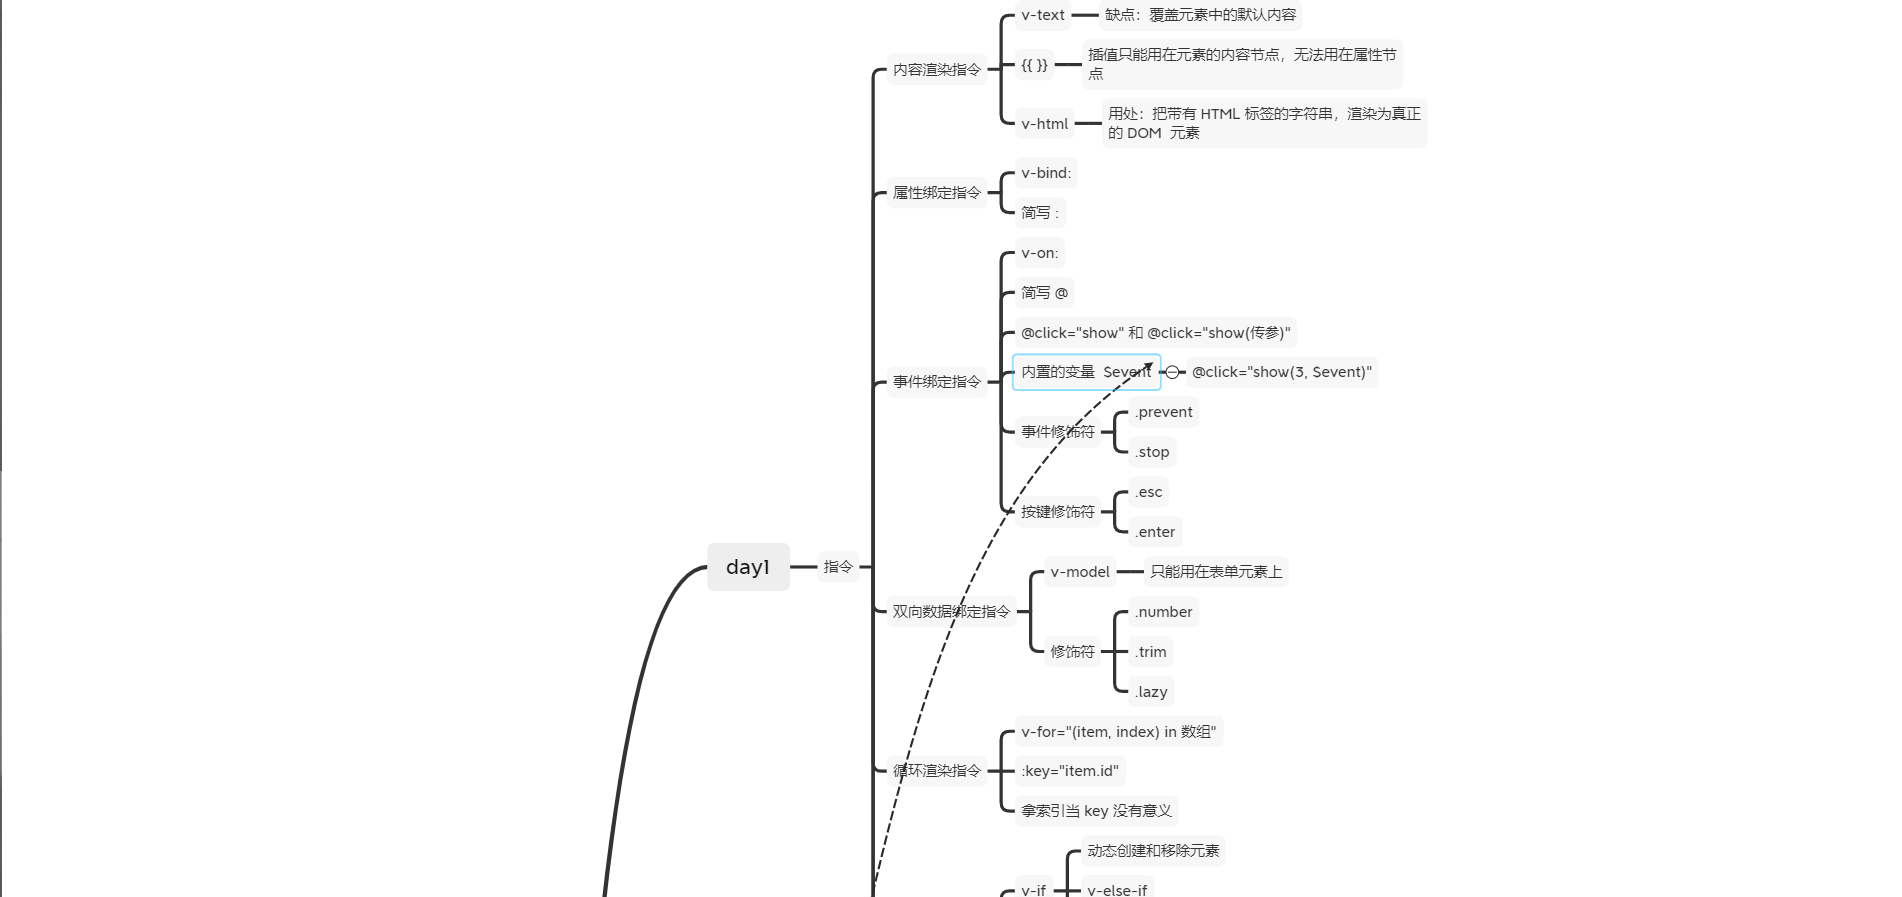 v-text
缺点：覆盖元素中的默认内容
内容渲染指令
{{ }}
插值只能用在元素的内容节点，无法用在属性节
点
v-html
用处：把带有 HTML 标签的字符串，渲染为真正
的 DOM 元素
属性绑定指令
v-bind:
简写 :
事件绑定指令
v-on:
简写 @
@click="show" 和 @click="show(传参)"
内置的变量 $event
@click="show(3, $event)"
事件修饰符
.prevent
.stop
按键修饰符
.esc
.enter
day1
指令
双向数据绑定指令
v-model
只能用在表单元素上
修饰符
.number
.trim
.lazy
循环渲染指令
v-for="(item, index) in 数组"
:key="item.id"
拿索引当 key 没有意义
v-if
动态创建和移除元素
v-else-if